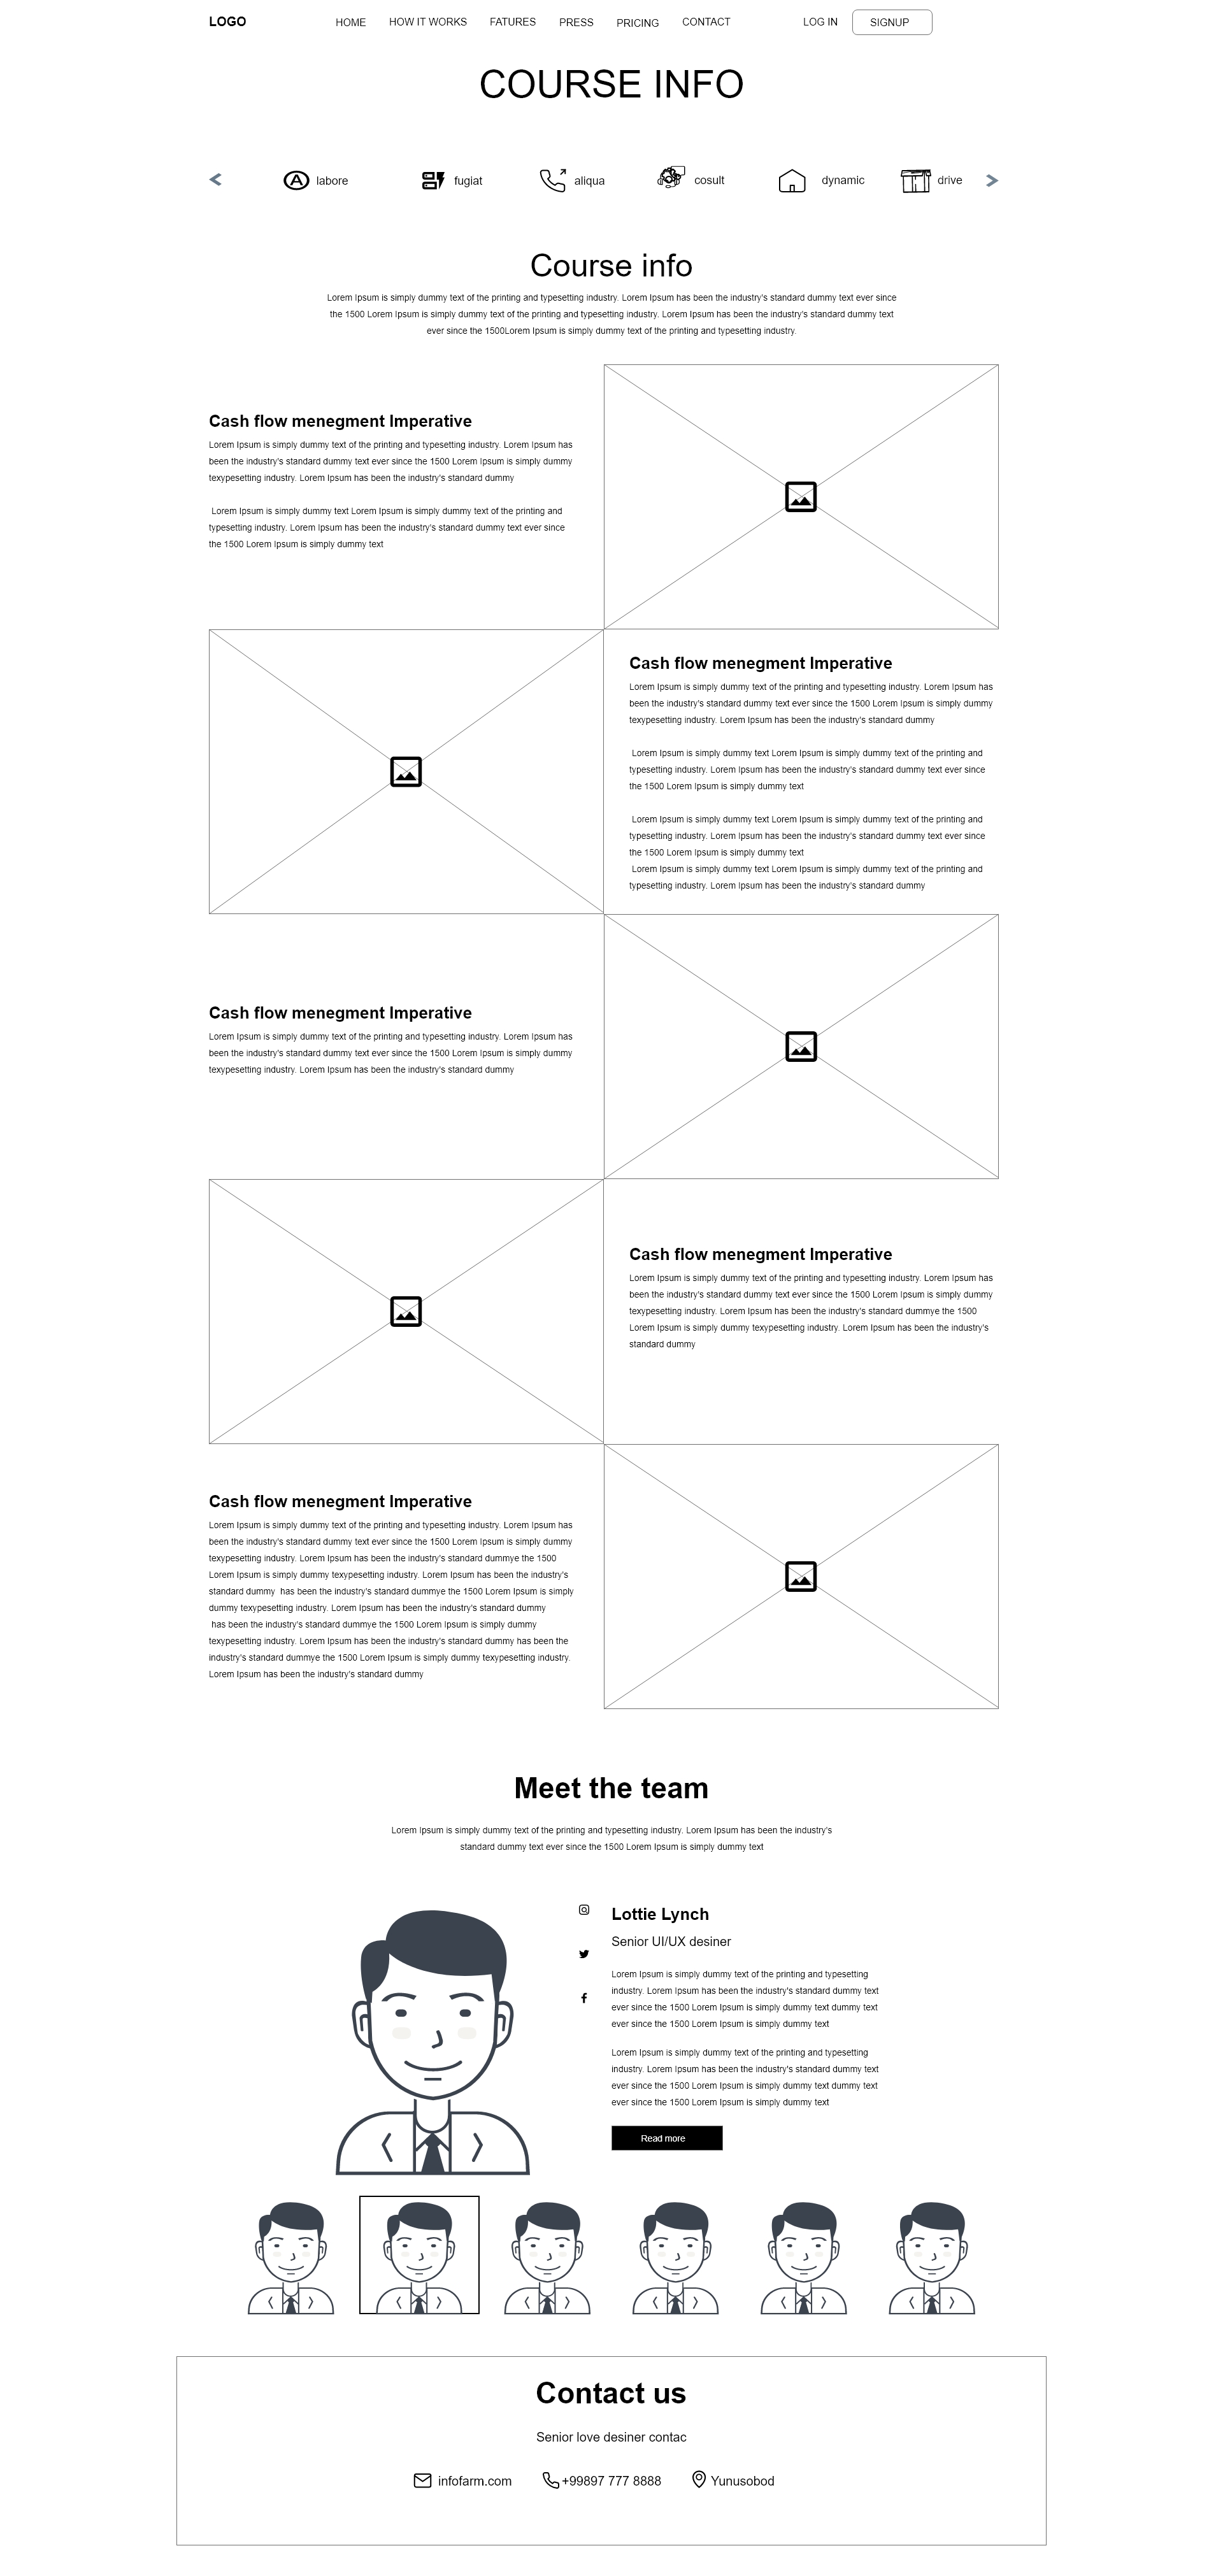 LOGO
HOME
HOW IT WORKS
FATURES
PRESS
PRICING
CONTACT
LOG IN
SIGNUP
COURSE INFO
labore
fugiat
aliqua
cosult
dynamic
drive
Course info
Lorem Ipsum is simply dummy text of the printing and typesetting industry. Lorem Ipsum has been the industry's standard dummy text ever since
the 1500 Lorem Ipsum is simply dummy text of the printing and typesetting industry. Lorem Ipsum has been the industry's standard dummy text
ever since the 1500Lorem Ipsum is simply dummy text of the printing and typesetting industry.
Cash flow menegment Imperative
Lorem Ipsum is simply dummy text of the printing and typesetting industry. Lorem Ipsum has
been the industry's standard dummy text ever since the 1500 Lorem Ipsum is simply dummy
texypesetting industry. Lorem Ipsum has been the industry's standard dummy
Lorem Ipsum is simply dummy text Lorem Ipsum is simply dummy text of the printing and
typesetting industry. Lorem Ipsum has been the industry's standard dummy text ever since
the 1500 Lorem Ipsum is simply dummy text
Cash flow menegment Imperative
Lorem Ipsum is simply dummy text of the printing and typesetting industry. Lorem Ipsum has
been the industry's standard dummy text ever since the 1500 Lorem Ipsum is simply dummy
texypesetting industry. Lorem Ipsum has been the industry's standard dummy
Lorem Ipsum is simply dummy text Lorem Ipsum is simply dummy text of the printing and
typesetting industry. Lorem Ipsum has been the industry's standard dummy text ever since
the 1500 Lorem Ipsum is simply dummy text
Lorem Ipsum is simply dummy text Lorem Ipsum is simply dummy text of the printing and
typesetting industry. Lorem Ipsum has been the industry's standard dummy text ever since
the 1500 Lorem Ipsum is simply dummy text
Lorem Ipsum is simply dummy text Lorem Ipsum is simply dummy text of the printing and
typesetting industry. Lorem Ipsum has been the industry's standard dummy
Cash flow menegment Imperative
Lorem Ipsum is simply dummy text of the printing and typesetting industry. Lorem Ipsum has
been the industry's standard dummy text ever since the 1500 Lorem Ipsum is simply dummy
texypesetting industry. Lorem Ipsum has been the industry's standard dummy
Cash flow menegment Imperative
Lorem Ipsum is simply dummy text of the printing and typesetting industry. Lorem Ipsum has
been the industry's standard dummy text ever since the 1500 Lorem Ipsum is simply dummy
texypesetting industry. Lorem Ipsum has been the industry's standard dummye the 1500
Lorem Ipsum is simply dummy texypesetting industry. Lorem Ipsum has been the industry's
standard dummy
Cash flow menegment Imperative
Lorem Ipsum is simply dummy text of the printing and typesetting industry. Lorem Ipsum has
been the industry's standard dummy text ever since the 1500 Lorem Ipsum is simply dummy
texypesetting industry. Lorem Ipsum has been the industry's standard dummye the 1500
Lorem Ipsum is simply dummy texypesetting industry. Lorem Ipsum has been the industry's
standard dummy  has been the industry's standard dummye the 1500 Lorem Ipsum is simply
dummy texypesetting industry. Lorem Ipsum has been the industry's standard dummy
has been the industry's standard dummye the 1500 Lorem Ipsum is simply dummy
texypesetting industry. Lorem Ipsum has been the industry's standard dummy has been the
industry's standard dummye the 1500 Lorem Ipsum is simply dummy texypesetting industry.
Lorem Ipsum has been the industry's standard dummy
Meet the team
Lorem Ipsum is simply dummy text of the printing and typesetting industry. Lorem Ipsum has been the industry's
standard dummy text ever since the 1500 Lorem Ipsum is simply dummy text
Lottie Lynch
Senior UI/UX desiner
Lorem Ipsum is simply dummy text of the printing and typesetting
industry. Lorem Ipsum has been the industry's standard dummy text
ever since the 1500 Lorem Ipsum is simply dummy text dummy text
ever since the 1500 Lorem Ipsum is simply dummy text
Lorem Ipsum is simply dummy text of the printing and typesetting
industry. Lorem Ipsum has been the industry's standard dummy text
ever since the 1500 Lorem Ipsum is simply dummy text dummy text
ever since the 1500 Lorem Ipsum is simply dummy text
Read more
Contact us
Senior love desiner contac
infofarm.com
+99897 777 8888
Yunusobod